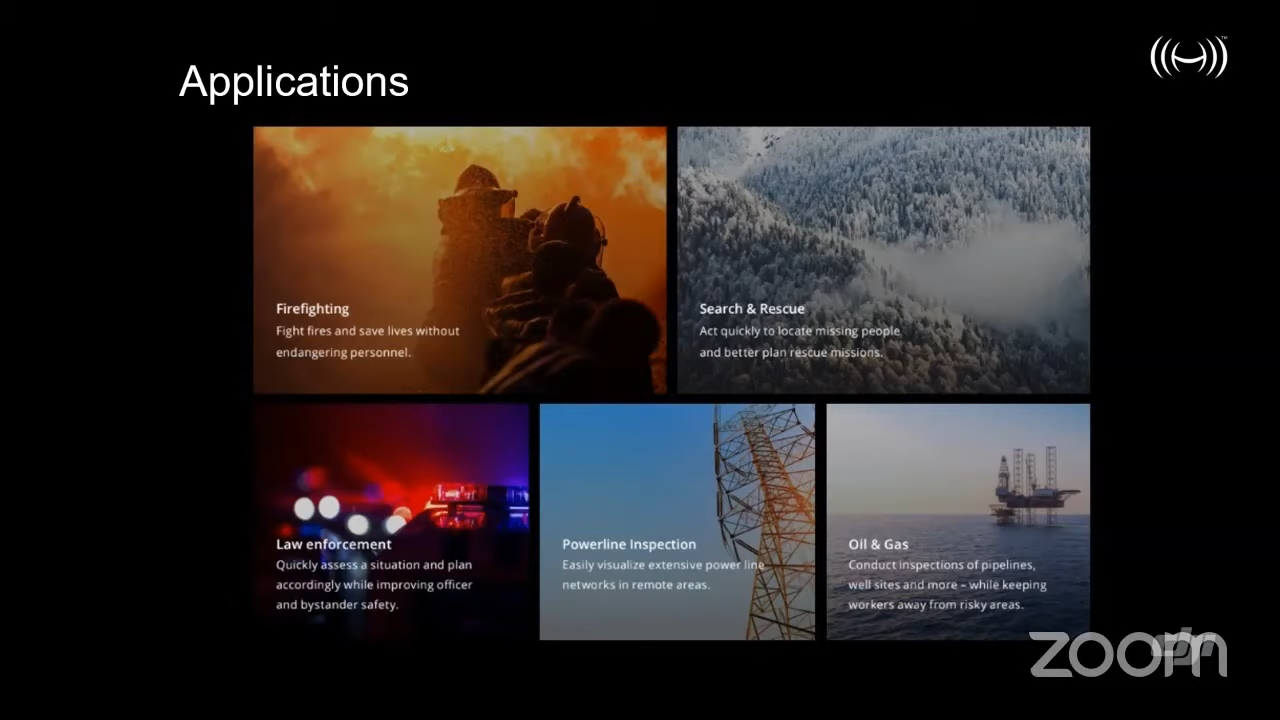 Applications
Firefighting
Fight fires and save lives without
endangering personnel.
Search & Rescue
Act quickly to locate missing people
and better plan rescue missions.
Law enforcement
Quickly assess a situation and plan
accordingly while improving officer
and bystander safety.
Powerline Inspection
Easily visualize extensive power line
networks in remote areas.
Oil & Gas
Conduct inspections of pipelines,
well sites and more – while keeping
workers away from risky areas.
dji
zoom